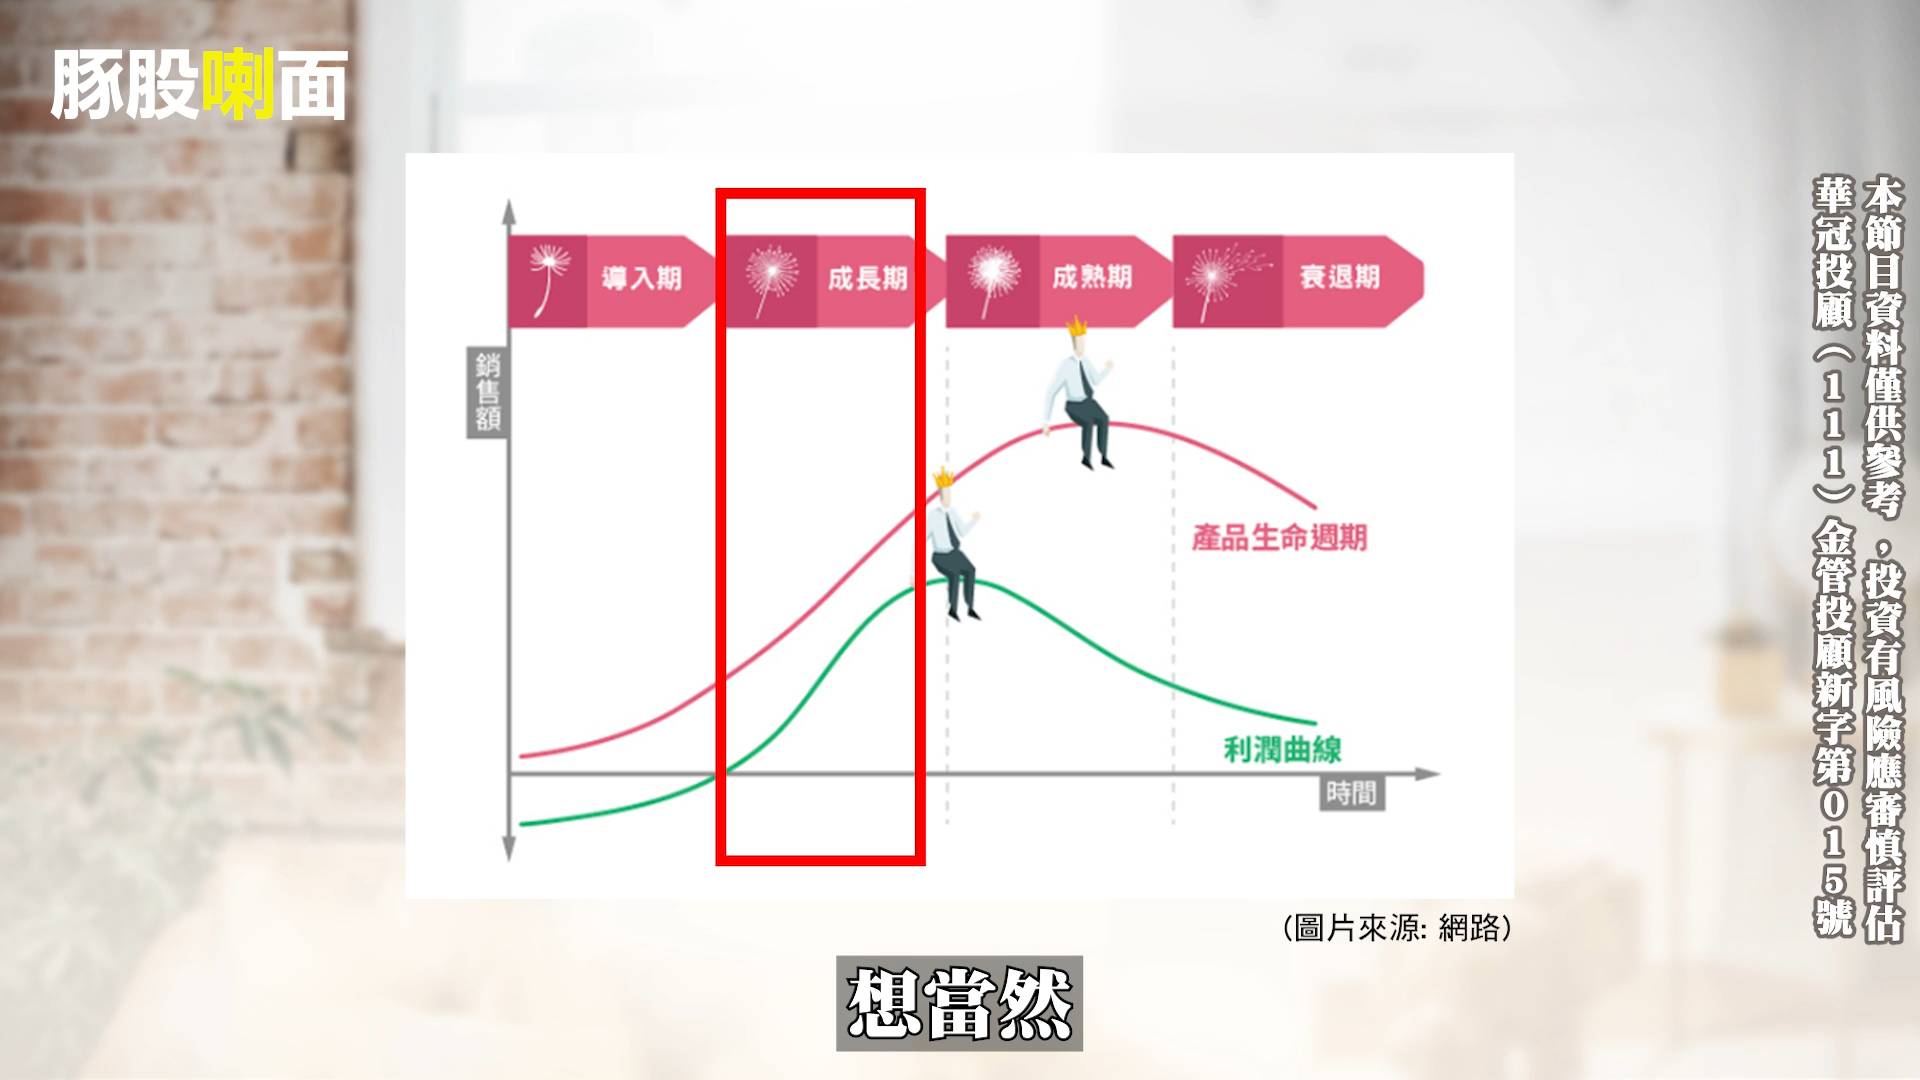 豚股喇面
導入期
成長期
成熟期
衰退期
銷售額
產品生命週期
利潤曲線
時間
(圖片來源: 網路)
想當然
本節目資料僅供參考，投資有風險應審慎評估
華冠投顧（111）金管投顧新字第015號